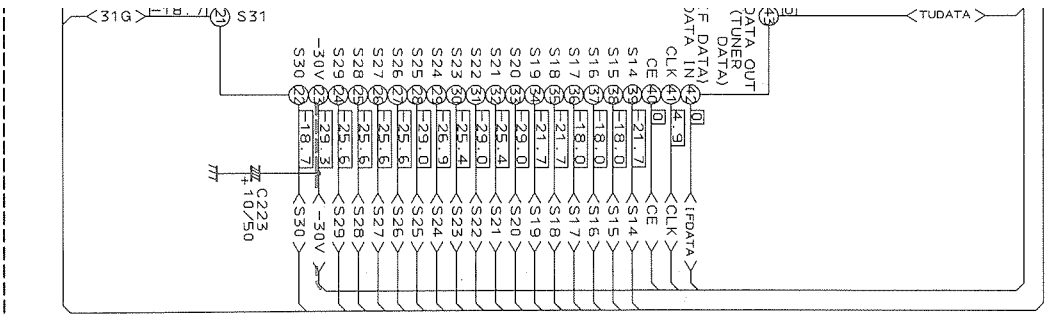 31G
-18.7
21
S31
43
0
TUDATA
DATA OUT
(TUNER
DATA)
(IF DATA)
DATA IN
S30
-30V
S29
S28
S27
S26
S25
S24
S23
S22
S21
S20
S19
S18
S17
S16
S15
S14
CE
CLK
22
23
24
25
26
27
28
29
30
31
32
33
34
35
36
37
38
39
40
41
42
-18.7
-29.3
-25.6
-25.6
-25.6
-25.6
-29.0
-26.9
-25.4
-29.0
-25.4
-29.0
-21.7
-21.7
-18.0
-18.0
-18.0
-21.7
0
4.9
0
C223
+10/50
S30
-30V
S29
S28
S27
S26
S25
S24
S23
S22
S21
S20
S19
S18
S17
S16
S15
S14
CE
CLK
IFDATA